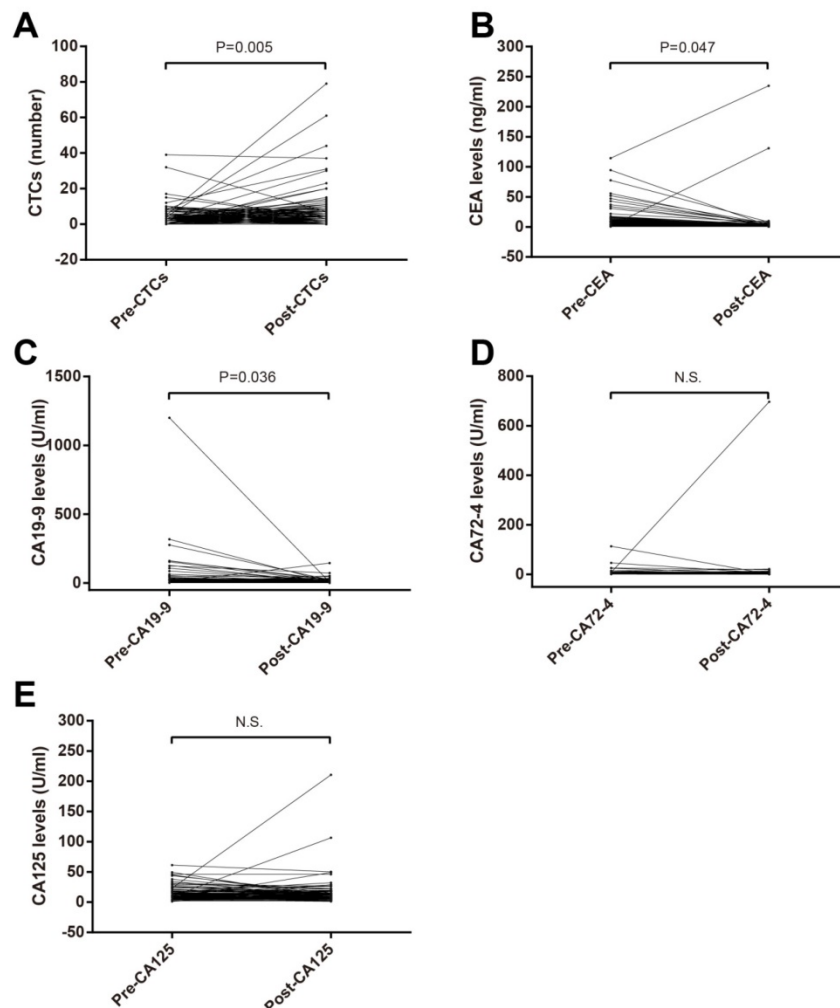 A
P=0.005
CTCs (number)
100
80
60
40
20
0
-20
Pre-CTCs
Post-CTCs
B
P=0.047
CEA levels (ng/ml)
300
250
200
150
100
50
0
-50
Pre-CEA
Post-CEA
C
P=0.036
CA19-9 levels (U/ml)
1500
1000
500
0
Pre-CA19-9
Post-CA19-9
D
N.S.
CA72-4 levels (U/ml)
800
600
400
200
0
Pre-CA72-4
Post-CA72-4
E
N.S.
CA125 levels (U/ml)
300
250
200
150
100
50
0
-50
Pre-CA125
Post-CA125